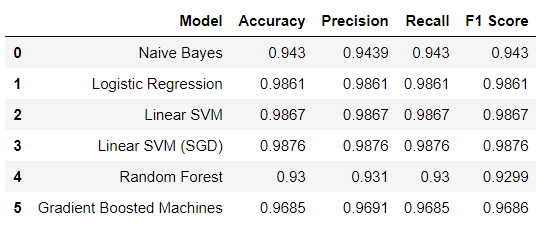 Model Accuracy Precision Recall F1 Score
0 Naive Bayes 0.943 0.9439 0.943 0.943
1 Logistic Regression 0.9861 0.9861 0.9861 0.9861
2 Linear SVM 0.9867 0.9867 0.9867 0.9867
3 Linear SVM (SGD) 0.9876 0.9876 0.9876 0.9876
4 Random Forest 0.93 0.931 0.93 0.9299
5 Gradient Boosted Machines 0.9685 0.9691 0.9685 0.9686